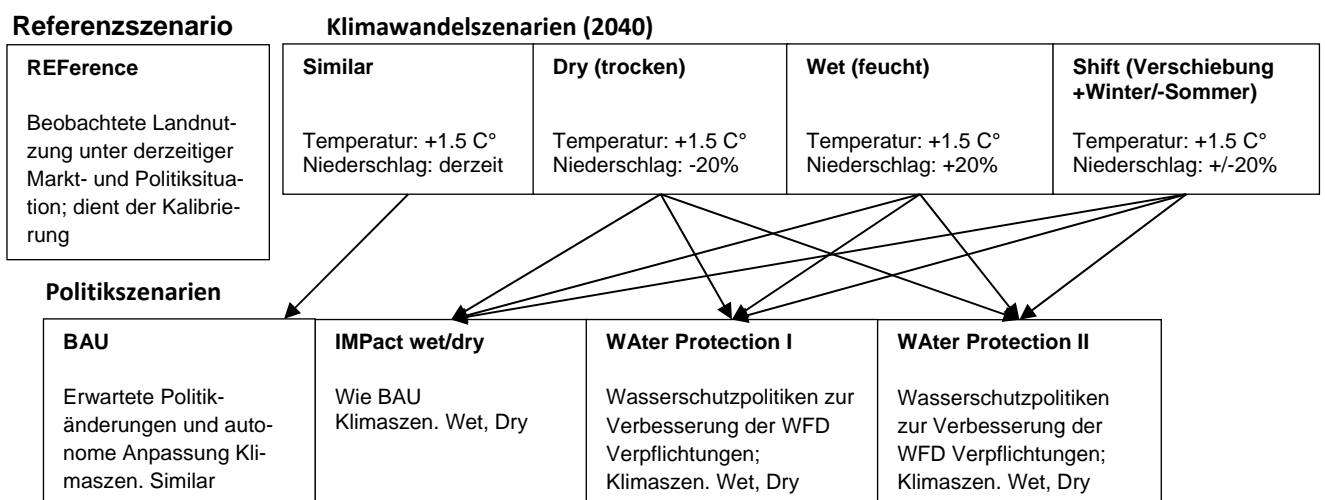 Referenzszenario
REFerence
Beobachtete Landnut-
zung unter derzeitiger
Markt- und Politiksitua-
tion; dient der Kalibrie-
rung
Klimawandelszenarien (2040)
Similar
Temperatur: +1.5 C°
Niederschlag: derzeit
Dry (trocken)
Temperatur: +1.5 C°
Niederschlag: -20%
Wet (feucht)
Temperatur: +1.5 C°
Niederschlag: +20%
Shift (Verschiebung
+Winter/-Sommer)
Temperatur: +1.5 C°
Niederschlag: +/-20%
Politikszenarien
BAU
Erwartete Politik-
änderungen und auto-
nome Anpassung Kli-
maszen. Similar
IMPact wet/dry
Wie BAU
Klimaszen. Wet, Dry
WAter Protection I
Wasserschutzpolitiken zur
Verbesserung der WFD
Verpflichtungen;
Klimaszen. Wet, Dry
WAter Protection II
Wasserschutzpolitiken
zur Verbesserung der
WFD Verpflichtungen;
Klimaszen. Wet, Dry